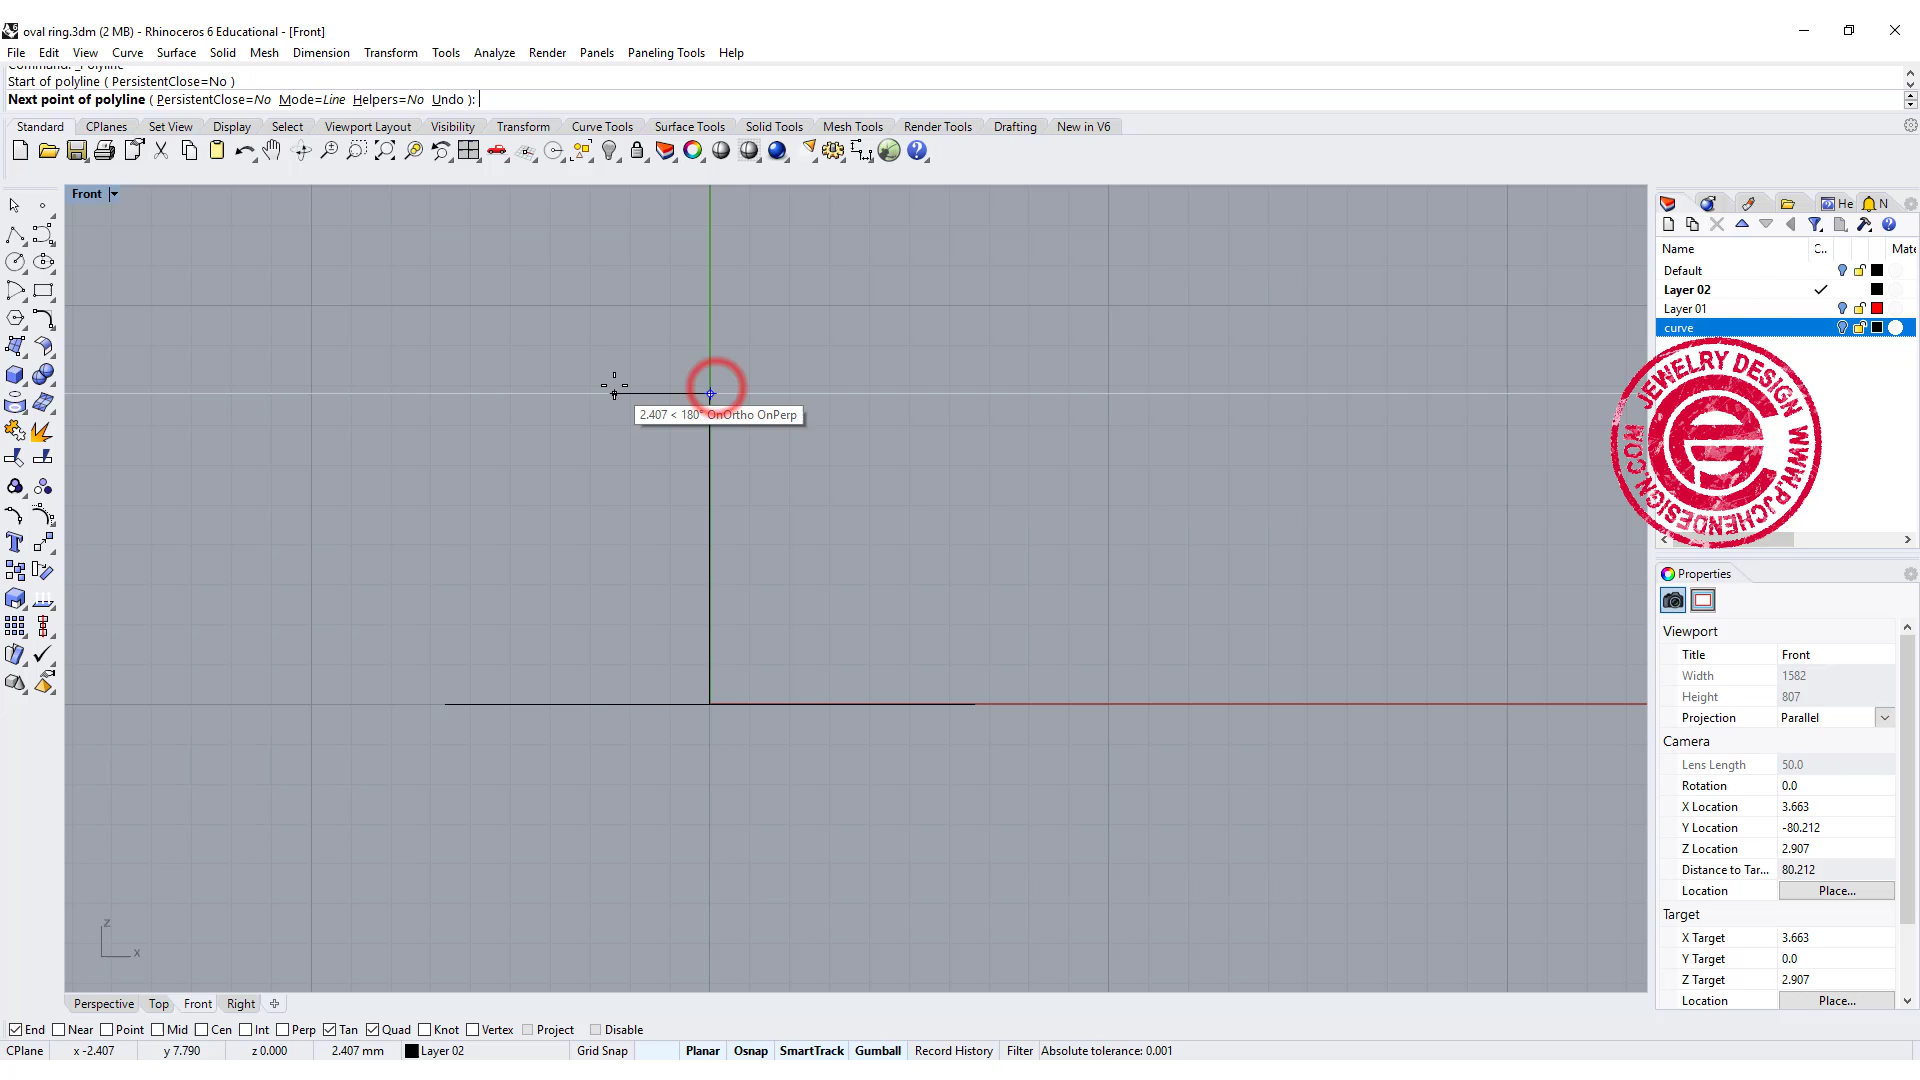 oval ring.3dm (2 MB) - Rhinoceros 6 Educational - [Front]
File Edit View Curve Surface Solid Mesh Dimension Transform Tools Analyze Render Panels Paneling Tools Help
Command: _Polyline
Start of polyline ( PersistentClose=No )
Next point of polyline ( PersistentClose=No Mode=Line Helpers=No Undo ):
Standard CPlanes Set View Display Select Viewport Layout Visibility Transform Curve Tools Surface Tools Solid Tools Mesh Tools Render Tools Drafting New in V6
Front
He N
Name C.. Mate
Default
Layer 02
Layer 01
curve
JEWELRY DESIGN WWW.PJCHENDESIGN.COM
2.407 < 180° OnOrtho OnPerp
Properties
Viewport
Title Front
Width 1582
Height 807
Projection Parallel
Camera
Lens Length 50.0
Rotation 0.0
X Location 3.663
Y Location -80.212
Z Location 2.907
Distance to Tar... 80.212
Location Place...
Target
X Target 3.663
Y Target 0.0
Z Target 2.907
Location Place...
z
x
Perspective Top Front Right
End Near Point Mid Cen Int Perp Tan Quad Knot Vertex Project Disable
CPlane x -2.407 y 7.790 z 0.000 2.407 mm Layer 02 Grid Snap Planar Osnap SmartTrack Gumball Record History Filter Absolute tolerance: 0.001